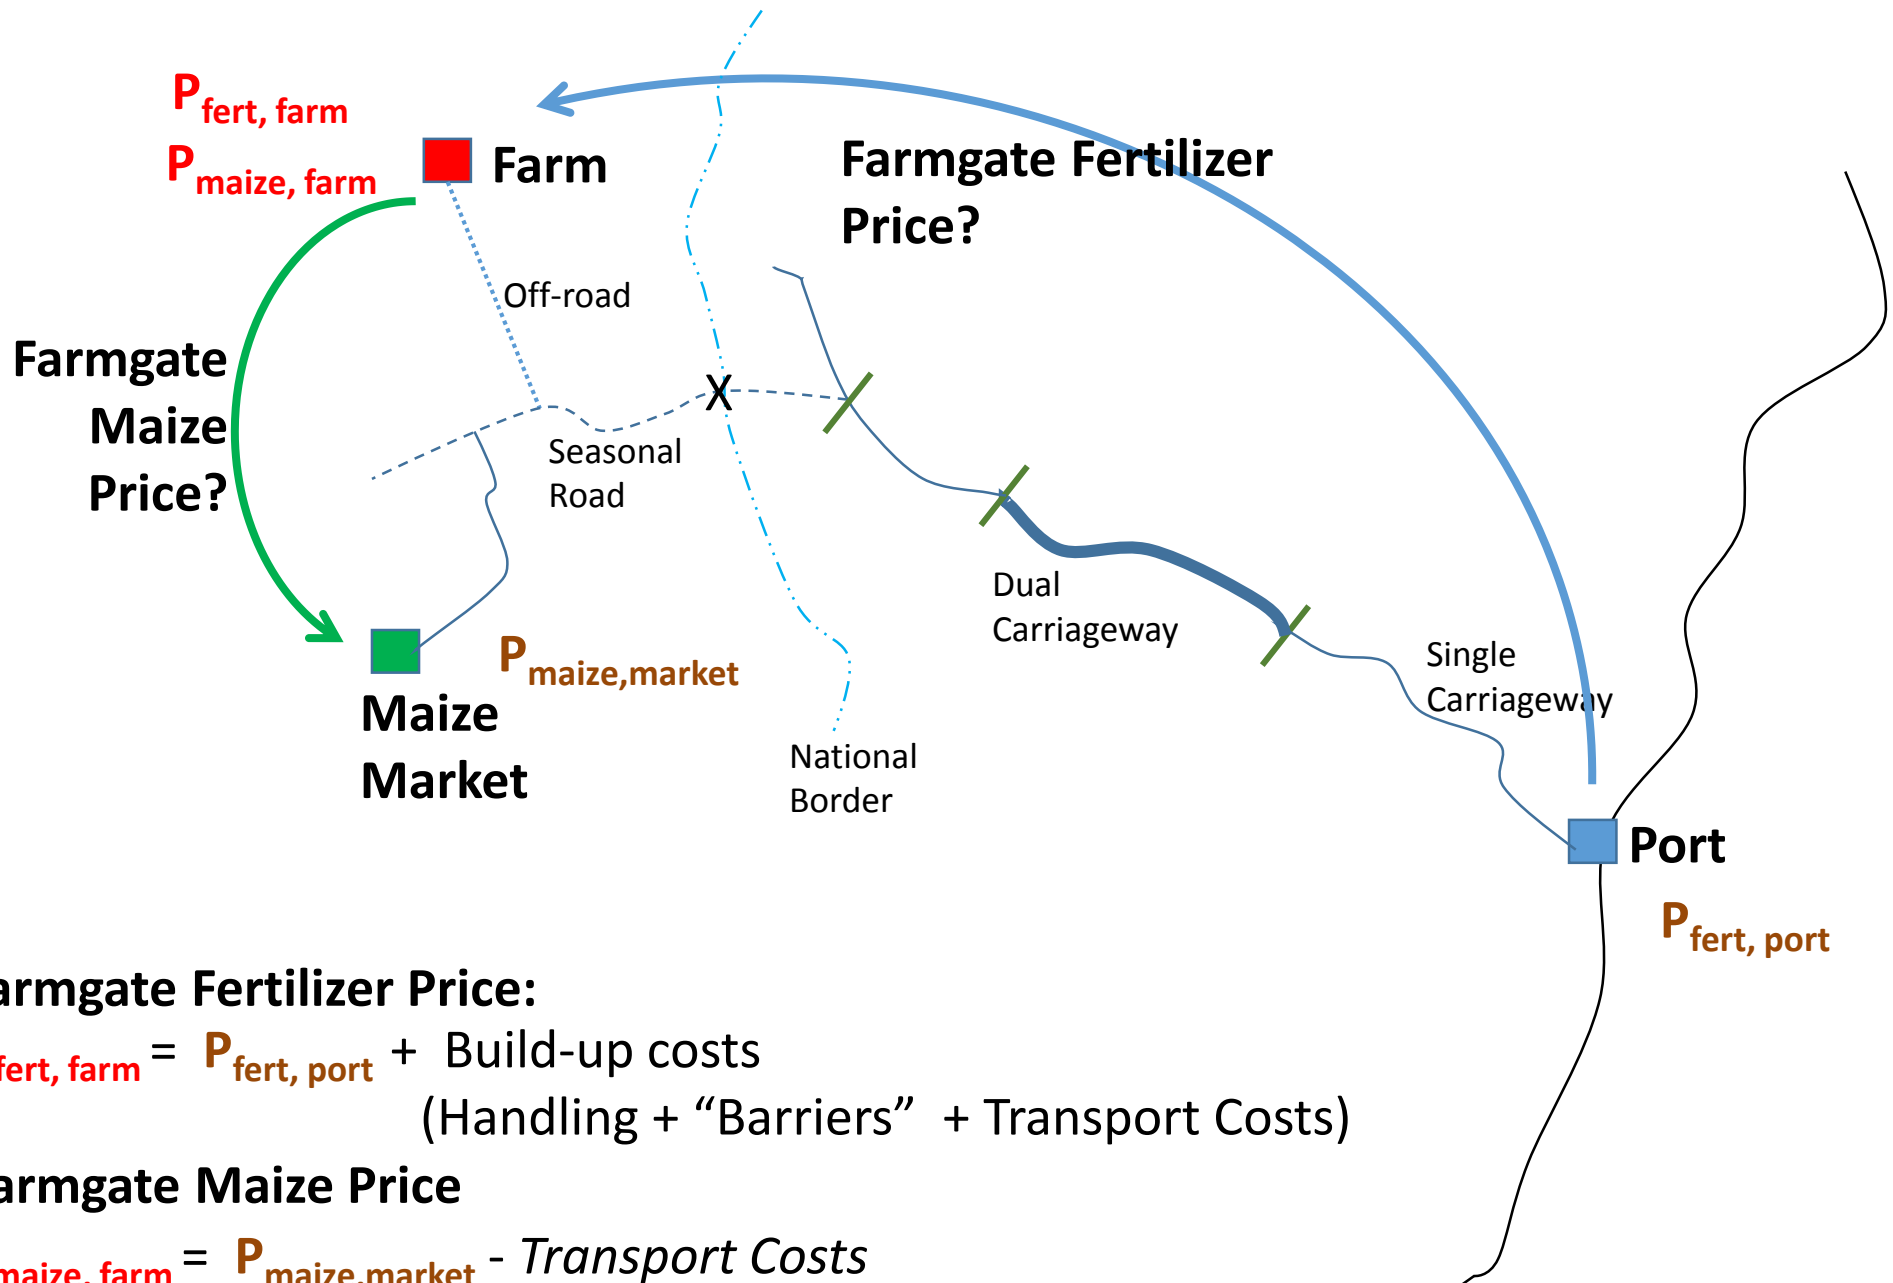 P fert, farm
P maize, farm
Farm
Farmgate Fertilizer
Price?
Off-road
Farmgate
Maize
Price?
X
Seasonal
Road
Dual
Carriageway
Single
Carriageway
P maize,market
Maize
Market
National
Border
Port
P fert, port
armgate Fertilizer Price:
fert, farm = P fert, port + Build-up costs
(Handling + “Barriers” + Transport Costs)
armgate Maize Price
maize, farm = P maize,market - Transport Costs